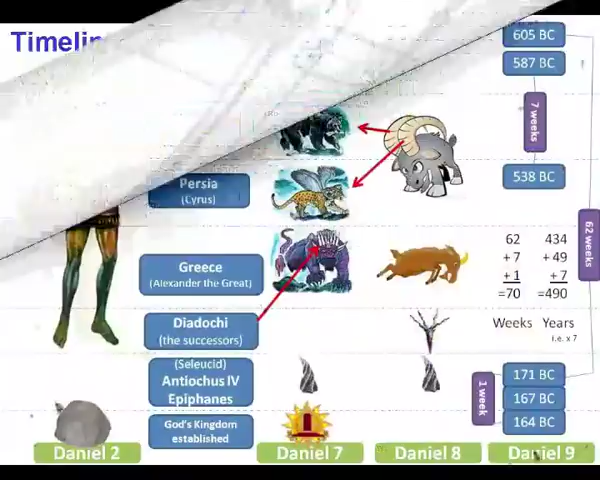 Timelin
605 BC
587 BC
7 weeks
538 BC
Persia
(Cyrus)
62 weeks
62 434
+ 7 + 49
+ 1 + 7
=70 =490
Greece
(Alexander the Great)
Diadochi
(the successors)
Weeks Years
i.e. x 7
(Seleucid)
Antiochus IV
Epiphanes
171 BC
167 BC
164 BC
1 week
God's Kingdom
established
Daniel 2
Daniel 7
Daniel 8
Daniel 9